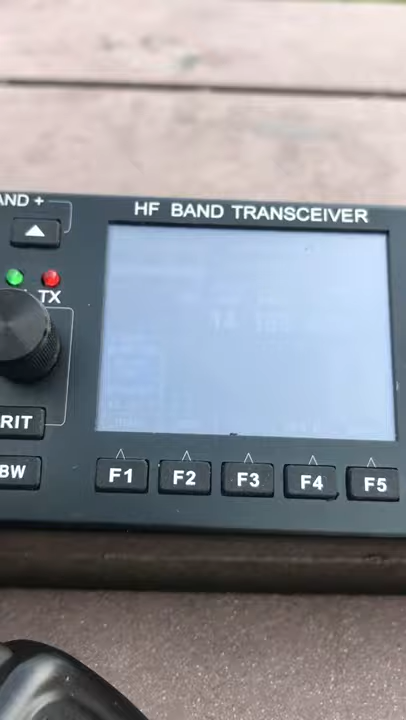 AND +
HF BAND TRANSCEIVER
TX
RIT
BW
F1 F2 F3 F4 F5